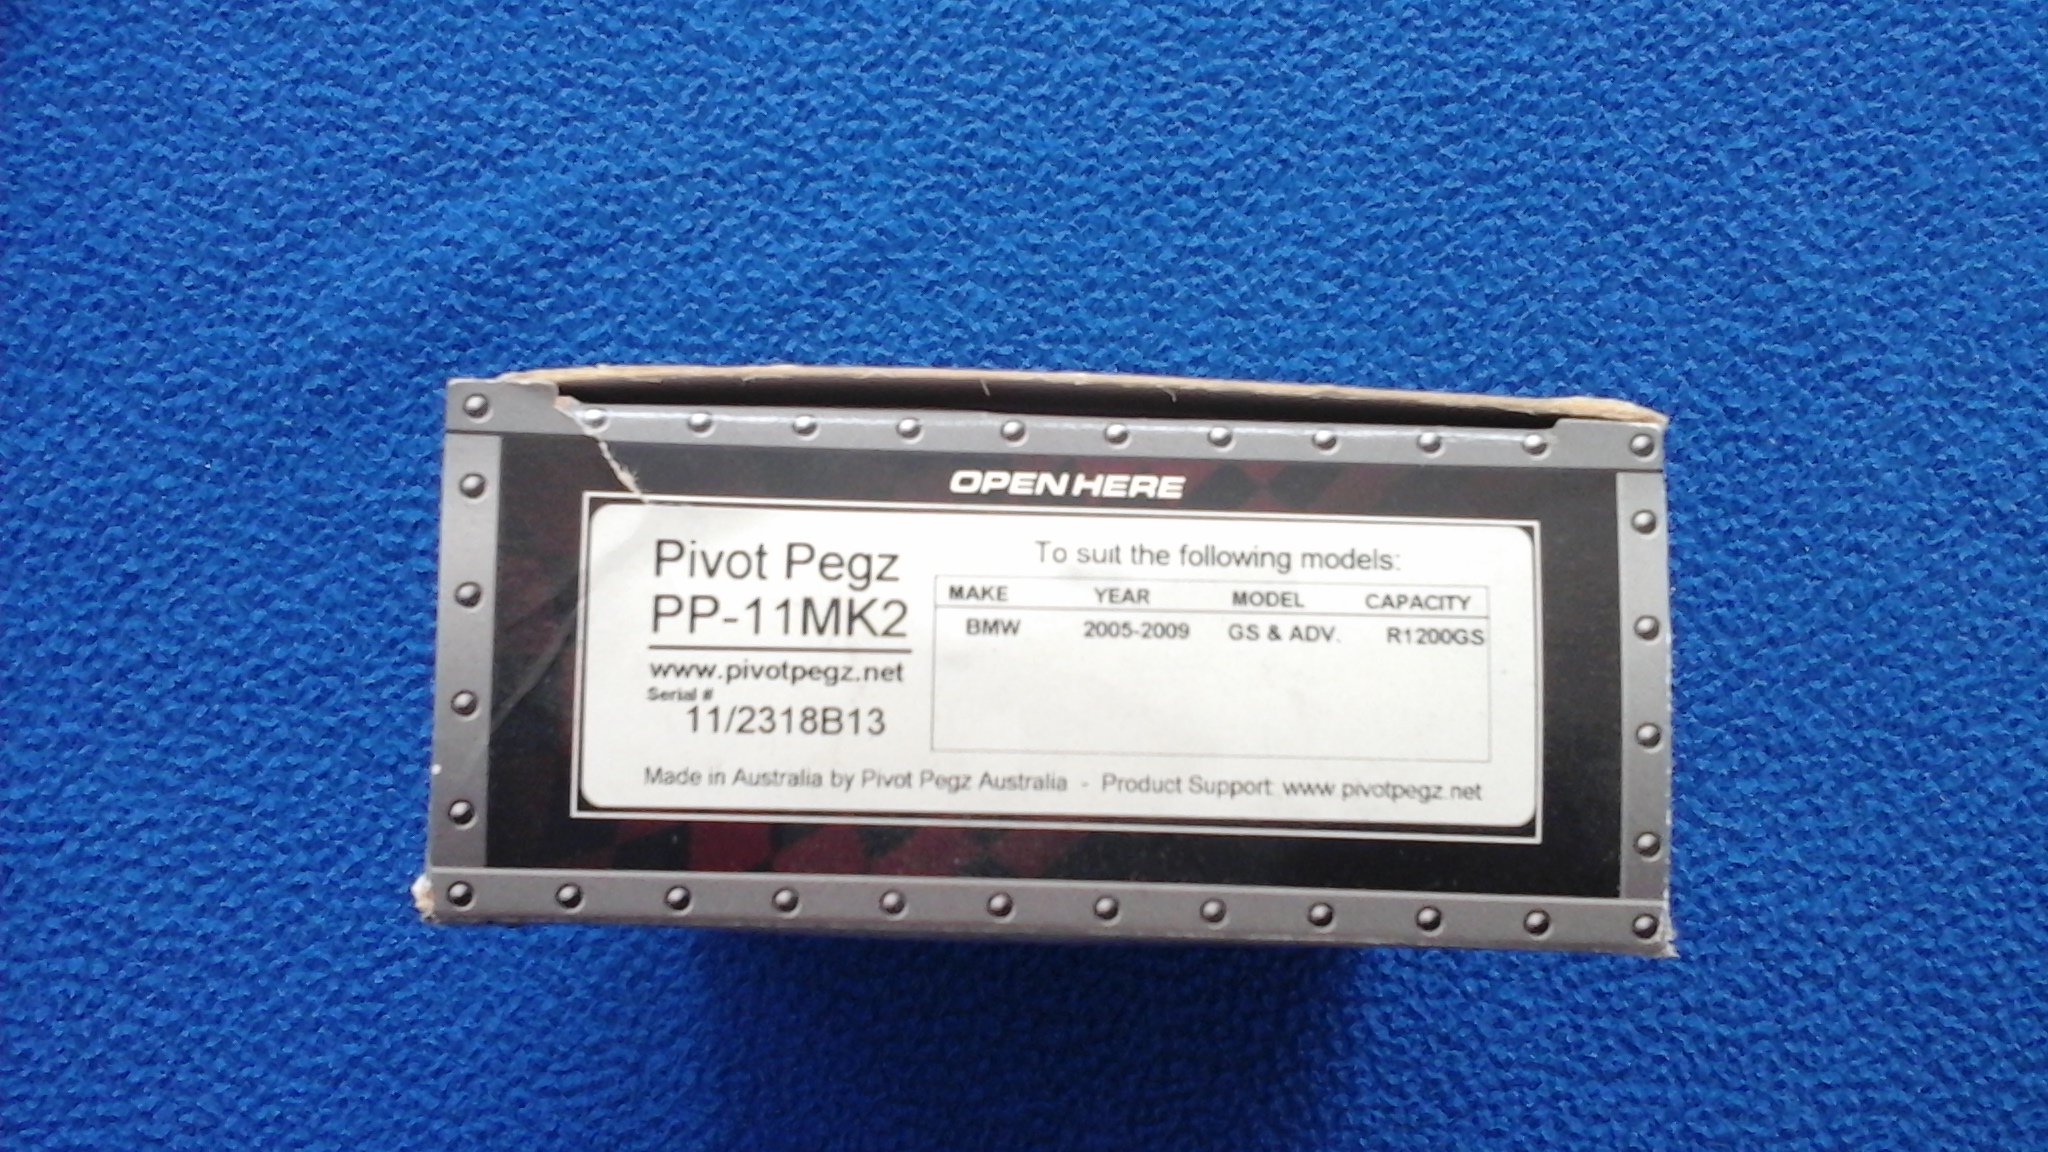 OPEN HERE
Pivot Pegz
PP-11MK2
www.pivotpegz.net
Serial #
11/2318B13
To suit the following models:
MAKE YEAR MODEL CAPACITY
BMW 2005-2009 GS & ADV. R1200GS
Made in Australia by Pivot Pegz Australia - Product Support: www.pivotpegz.net